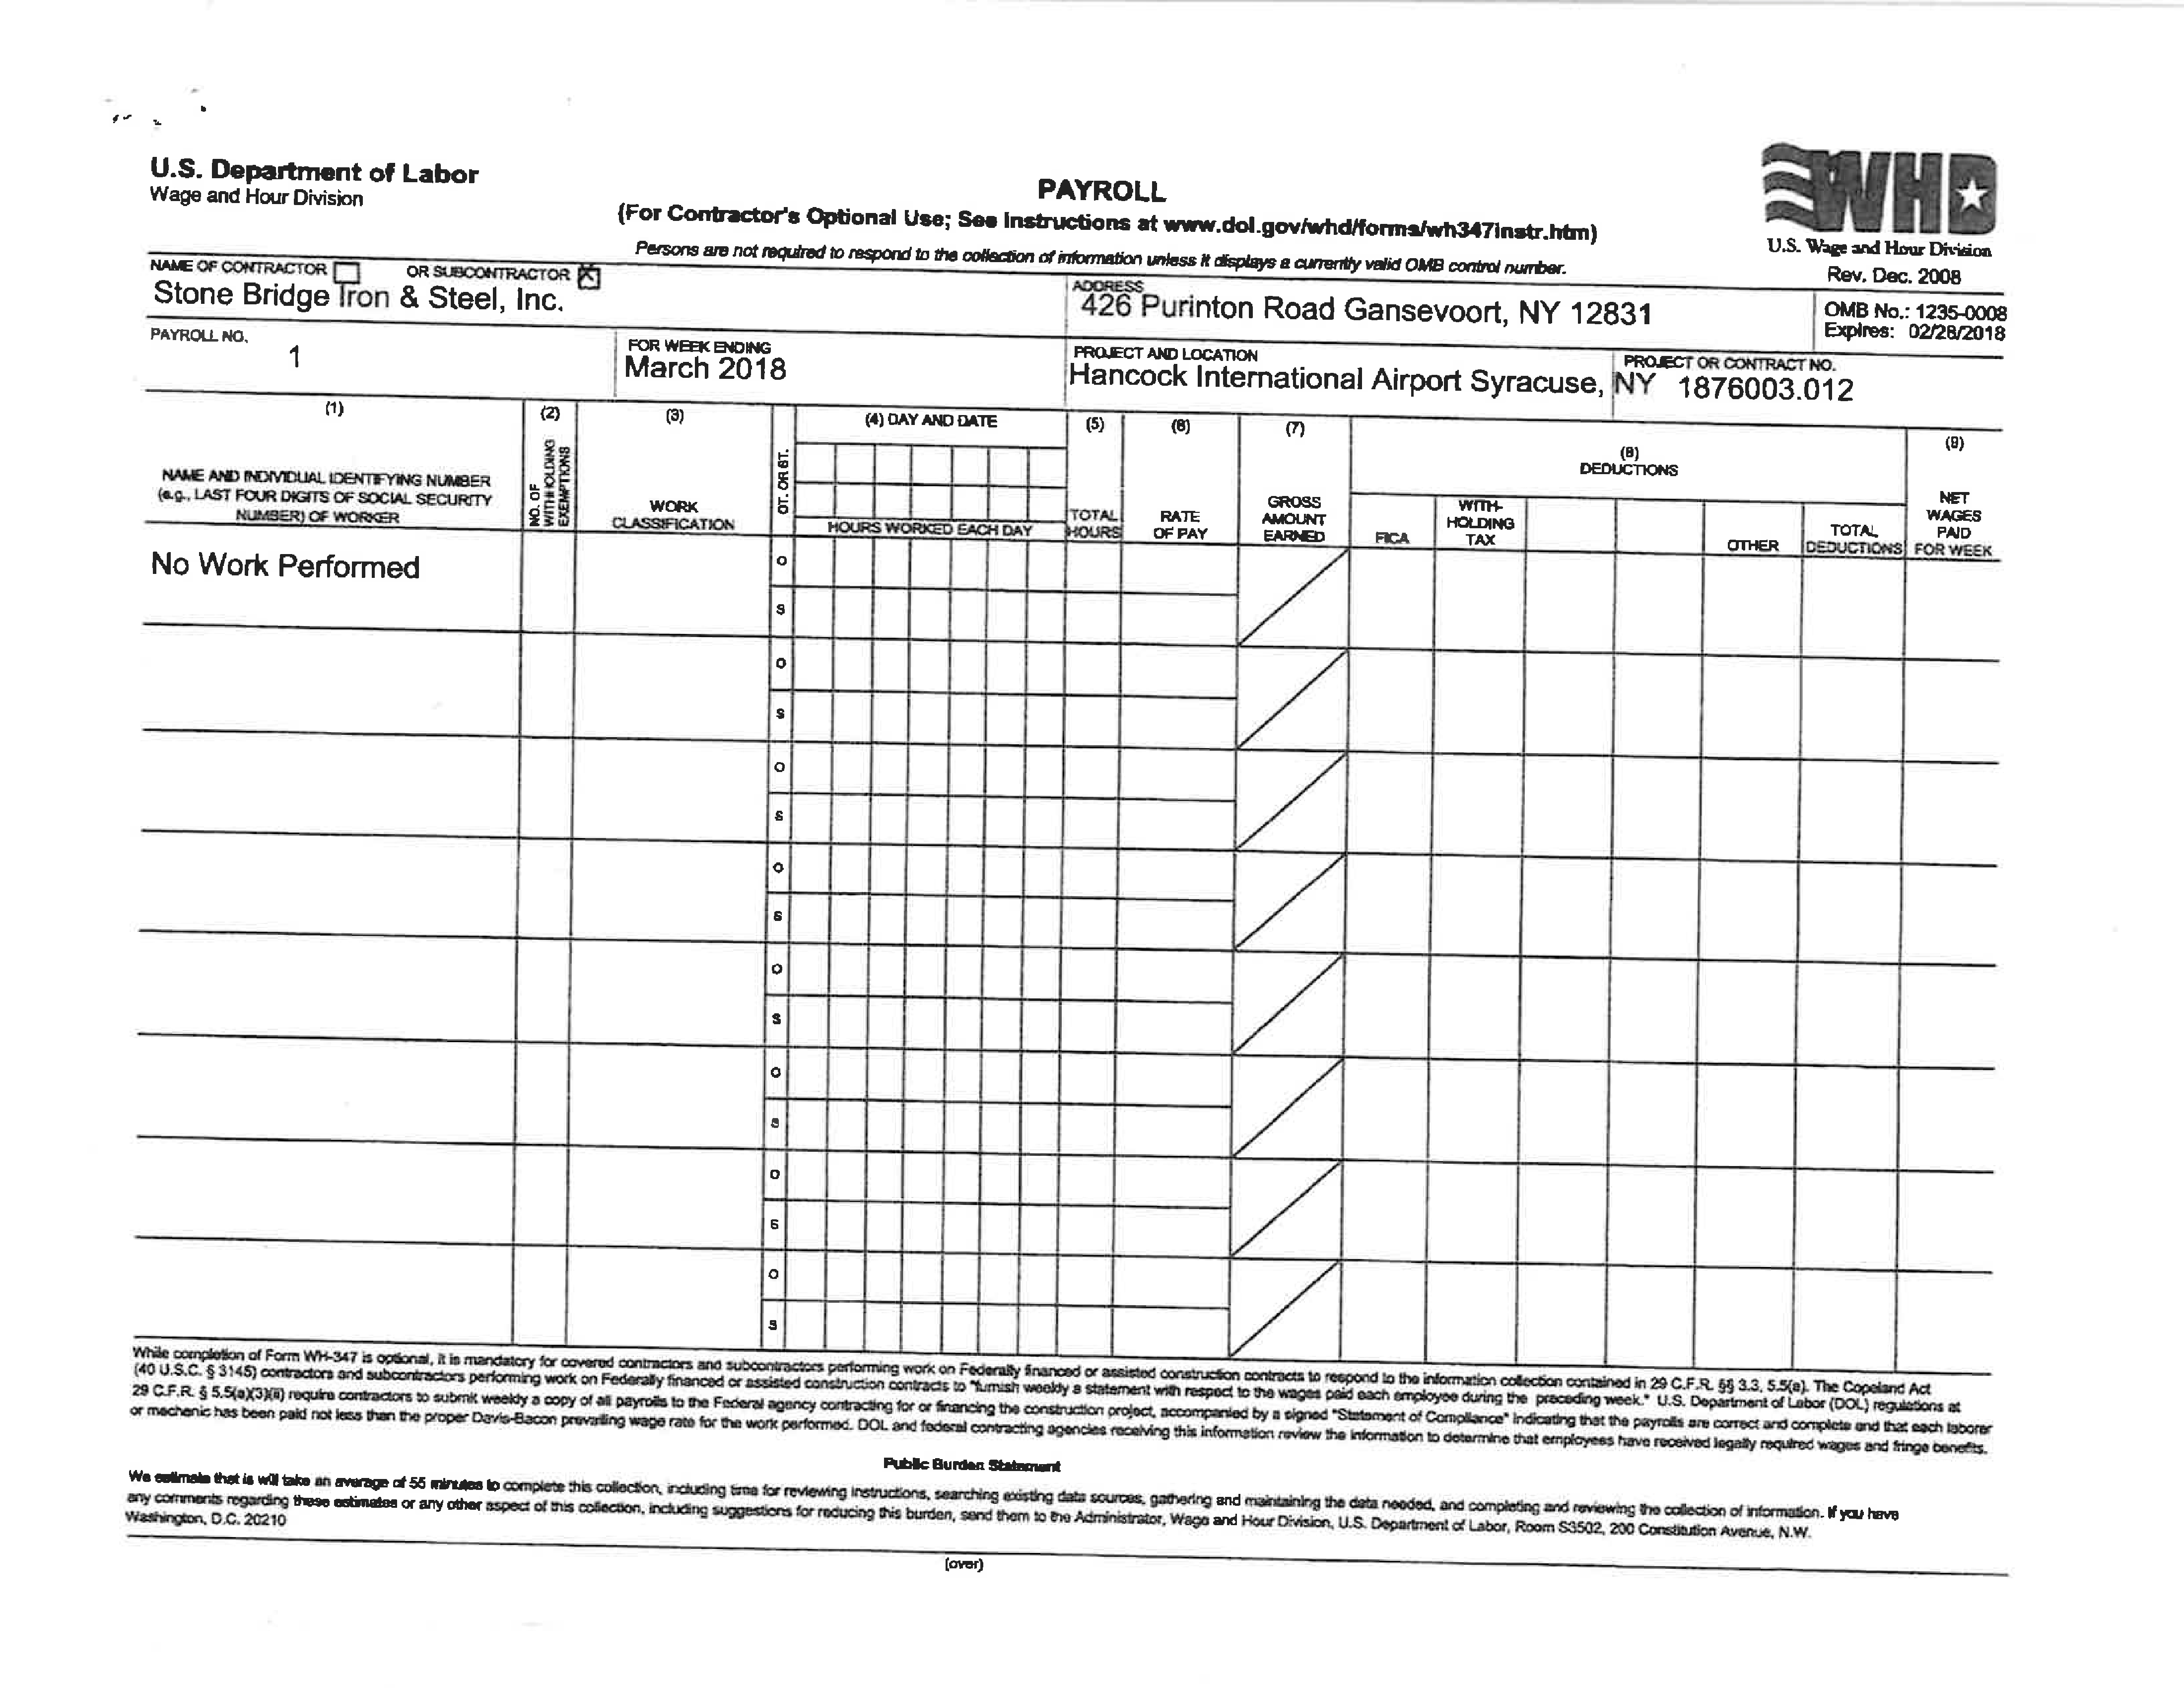 U.S. Department of Labor
Wage and Hour Division
PAYROLL
(For Contractor's Optional Use; See Instructions at www.dol.gov/whd/forms/wh347instr.htm)
Persons are not required to respond to the collection of information unless it displays a currently valid OMB control number.
WHD
U.S. Wage and Hour Division
Rev. Dec. 2008
NAME OF CONTRACTOR OR SUBCONTRACTOR X
Stone Bridge Iron & Steel, Inc.
ADDRESS
426 Purinton Road Gansevoort, NY 12831
OMB No.: 1235-0008
Expires: 02/28/2018
PAYROLL NO.
1
FOR WEEK ENDING
March 2018
PROJECT AND LOCATION
Hancock International Airport Syracuse, NY
PROJECT OR CONTRACT NO.
1876003.012
(1)
NAME AND INDIVIDUAL IDENTIFYING NUMBER
(e.g., LAST FOUR DIGITS OF SOCIAL SECURITY
NUMBER) OF WORKER
(2)
NO. OF
WITHHOLDING
EXEMPTIONS
(3)
WORK
CLASSIFICATION
OT. OR ST.
(4) DAY AND DATE
HOURS WORKED EACH DAY
(5)
TOTAL
HOURS
(6)
RATE
OF PAY
(7)
GROSS
AMOUNT
EARNED
(8)
DEDUCTIONS
FICA
WITH-
HOLDING
TAX
OTHER
TOTAL
DEDUCTIONS
(9)
NET
WAGES
PAID
FOR WEEK
No Work Performed
O
S
O
S
O
S
O
S
O
S
O
S
O
S
O
S
While completion of Form WH-347 is optional, it is mandatory for covered contractors and subcontractors performing work on Federally financed or assisted construction contracts to respond to the information collection contained in 29 C.F.R. §§ 3.3, 5.5(a). The Copeland Act
(40 U.S.C. § 3145) contractors and subcontractors performing work on Federally financed or assisted construction contracts to "furnish weekly a statement with respect to the wages paid each employee during the preceding week." U.S. Department of Labor (DOL) regulations at
29 C.F.R. § 5.5(a)(3)(ii) require contractors to submit weekly a copy of all payrolls to the Federal agency contracting for or financing the construction project, accompanied by a signed "Statement of Compliance" indicating that the payrolls are correct and complete and that each laborer
or mechanic has been paid not less than the proper Davis-Bacon prevailing wage rate for the work performed. DOL and federal contracting agencies receiving this information review the information to determine that employees have received legally required wages and fringe benefits.
Public Burden Statement
We estimate that is will take an average of 55 minutes to complete this collection, including time for reviewing instructions, searching existing data sources, gathering and maintaining the data needed, and completing and reviewing the collection of information. If you have
any comments regarding these estimates or any other aspect of this collection, including suggestions for reducing this burden, send them to the Administrator, Wage and Hour Division, U.S. Department of Labor, Room S3502, 200 Constitution Avenue, N.W.
Washington, D.C. 20210
(over)